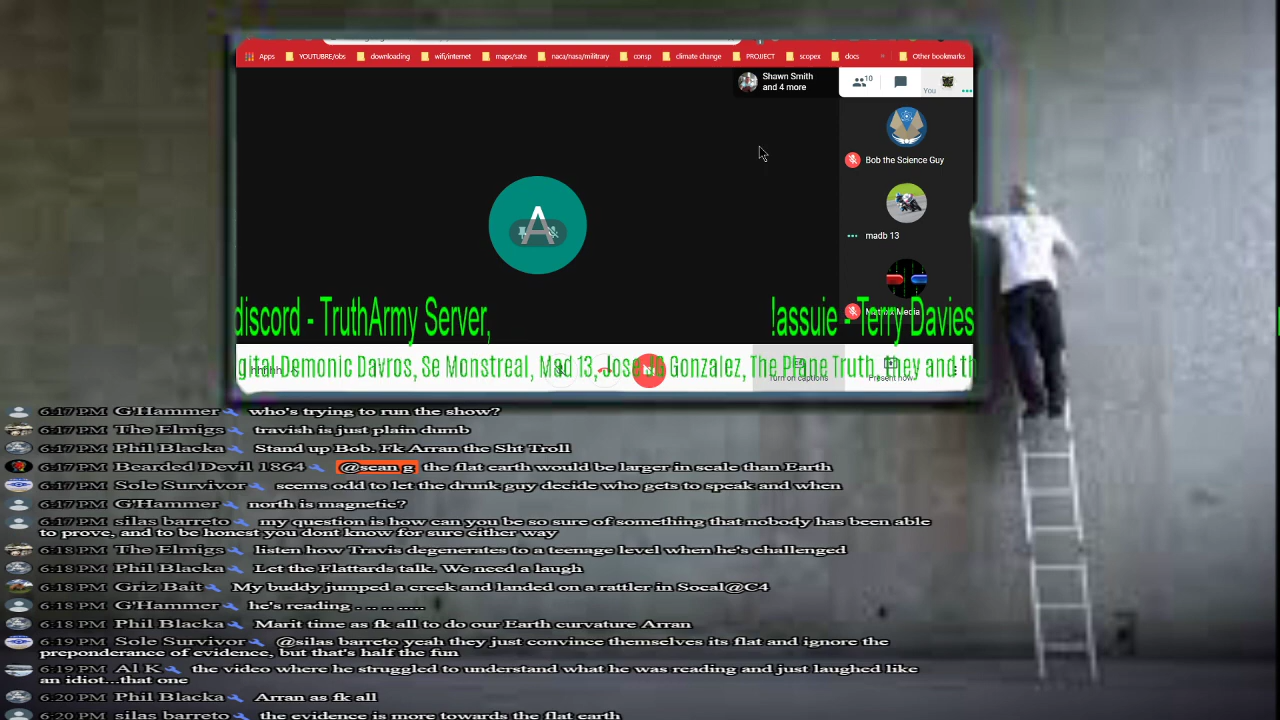 Apps YOUTUBRE/obs downloading wifi/internet maps/sate naca/nasa/militrary consp climate change PROJECT scopex docs Other bookmarks
Shawn Smith
and 4 more
10
You
Bob the Science Guy
A
madb 13
discord - TruthArmy Server, !assuie - Terry Davies
gital Demonic Davros, Se Monstreal, Mad 13, Jose JG Gonzalez, The Plane Truth, They and th
Turn on captions Present now
6:17 PM G'Hammer who's trying to run the show?
6:17 PM The Elmigs travish is just plain dumb
6:17 PM Phil Blacka Stand up Bob. Fk Arran the Sht Troll
6:17 PM Bearded Devil 1864 @sean g the flat earth would be larger in scale than Earth
6:17 PM Sole Survivor seems odd to let the drunk guy decide who gets to speak and when
6:17 PM G'Hammer north is magnetic?
6:17 PM silas barreto my question is how can you be so sure of something that nobody has been able
to prove, and to be honest you dont know for sure either way
6:18 PM The Elmigs listen how Travis degenerates to a teenage level when he's challenged
6:18 PM Phil Blacka Let the Flattards talk. We need a laugh
6:18 PM Griz Bait My buddy jumped a creek and landed on a rattler in Socal@C4
6:18 PM G'Hammer he's reading . .. .. .. .....
6:18 PM Phil Blacka Marit time as fk all to do our Earth curvature Arran
6:19 PM Sole Survivor @silas barreto yeah they just convince themselves its flat and ignore the
preponderance of evidence, but that's half the fun
6:19 PM Al K the video where he struggled to understand what he was reading and just laughed like
an idiot...that one
6:20 PM Phil Blacka Arran as fk all
6:20 PM silas barreto the evidence is more towards the flat earth